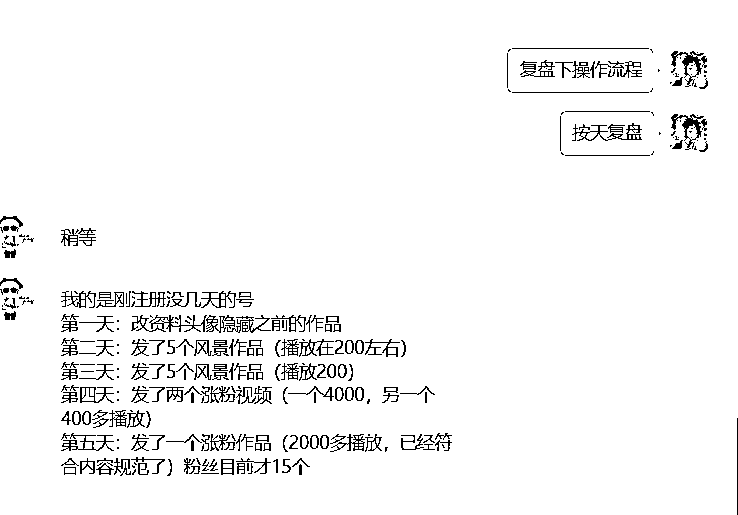 复盘下操作流程
按天复盘
稍等
我的是刚注册没几天的号
第一天：改资料头像隐藏之前的作品
第二天：发了5个风景作品（播放在200左右）
第三天：发了5个风景作品（播放200）
第四天：发了两个涨粉视频（一个4000，另一个
400多播放）
第五天：发了一个涨粉作品（2000多播放，已经符
合内容规范了）粉丝目前才15个